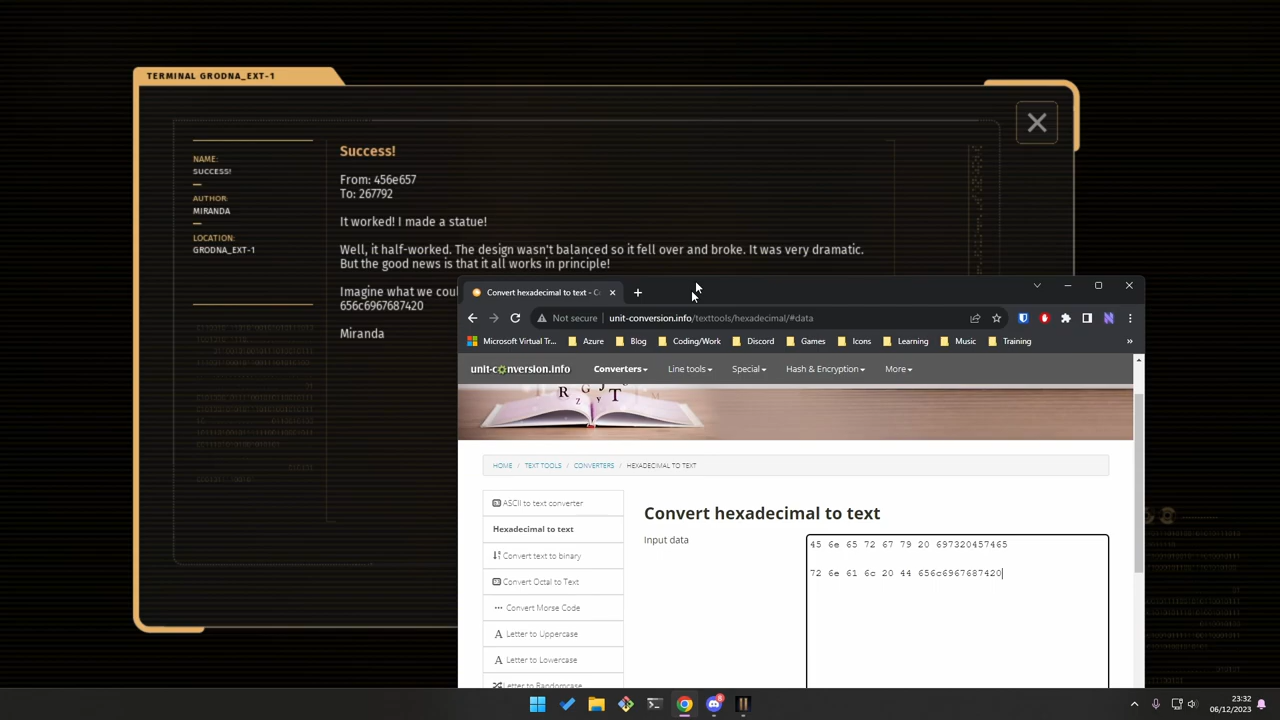 TERMINAL GRODNA_EXT-1
NAME:
SUCCESS!
AUTHOR:
MIRANDA
LOCATION:
GRODNA_EXT-1
Success!
From: 456e657
To: 267792
It worked! I made a statue!
Well, it half-worked. The design wasn't balanced so it fell over and broke. It was very dramatic.
But the good news is that it all works in principle!
Imagine what we coul
656c6967687420
Miranda
Convert hexadecimal to text - C
Not secure
unit-conversion.info/texttools/hexadecimal/#data
Microsoft Virtual Tr...
Azure
Blog
Coding/Work
Discord
Games
Icons
Learning
Music
Training
»
unit-conversion.info
Converters
Line tools
Special
Hash & Encryption
More
R G J
Z Y T
HOME / TEXT TOOLS / CONVERTERS / HEXADECIMAL TO TEXT
ASCII to text converter
Hexadecimal to text
Convert text to binary
Convert Octal to Text
Convert Morse Code
Letter to Uppercase
Letter to Lowercase
Letter to Randomcase
Convert hexadecimal to text
Input data
45 6e 65 72 67 79 20 697320457465
72 6e 61 6c 20 44 656c6967687420
23:32
06/12/2023